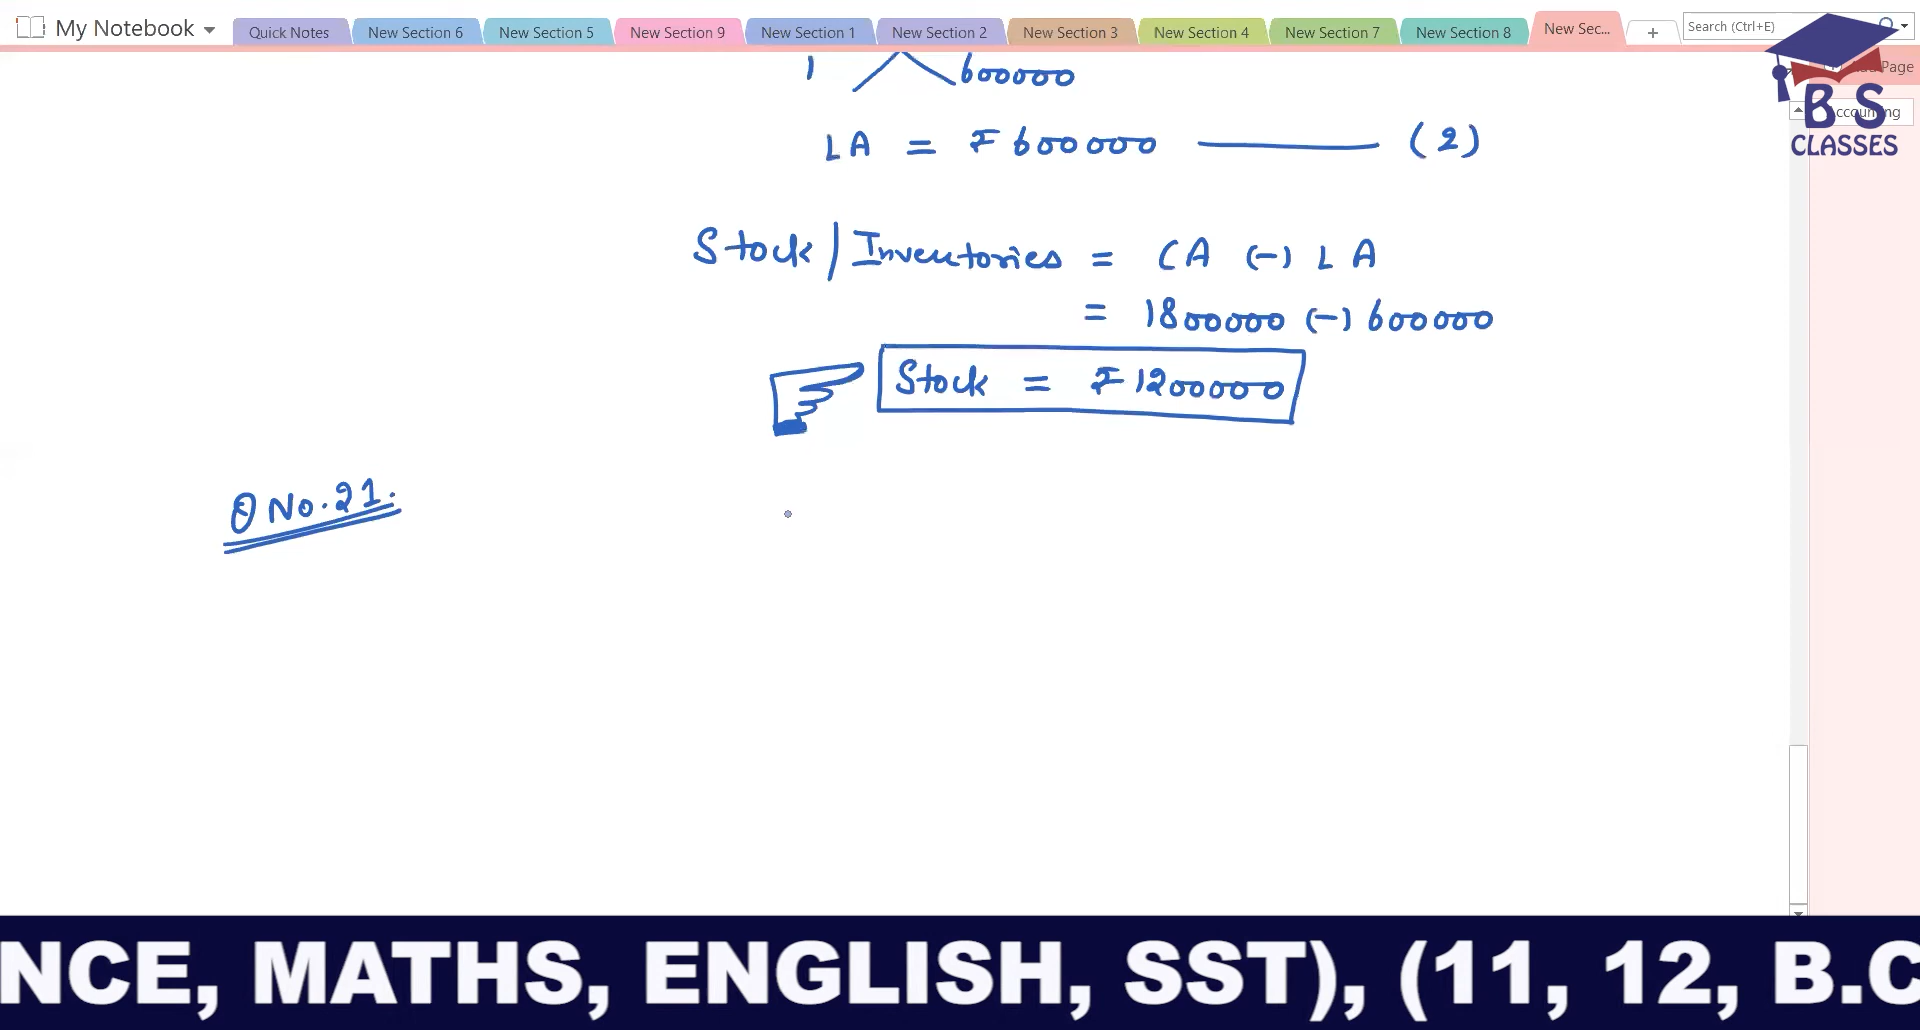 My Notebook Quick Notes New Section 6 New Section 5 New Section 9 New Section 1 New Section 2 New Section 3 New Section 4 New Section 7 New Section 8 New Sec... + Search (Ctrl+E)
Page
B S
CLASSES
1 600000
LA = ₹600000 (2)
Stock / Inventories = CA (-) LA
= 1800000 (-) 600000
Stock = ₹1200000
Q No. 21.
NCE, MATHS, ENGLISH, SST), (11, 12, B.C